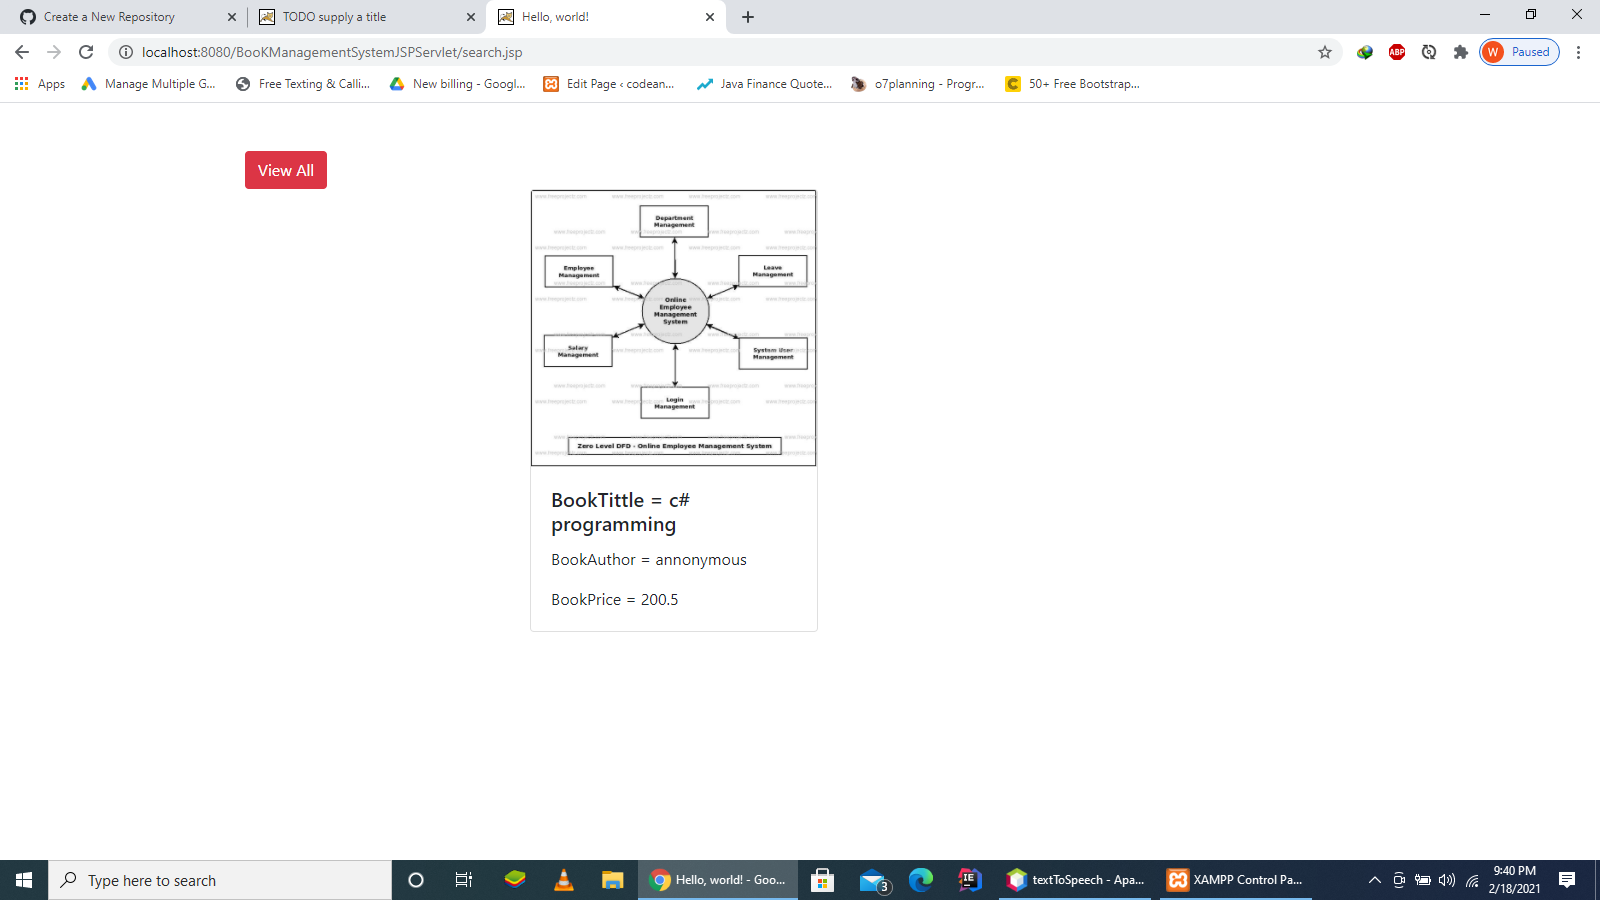 Create a New Repository
TODO supply a title
Hello, world!
localhost:8080/BooKManagementSystemJSPServlet/search.jsp
ABP
W
Paused
Apps
Manage Multiple G...
Free Texting & Calli...
New billing - Googl...
Edit Page ‹ codean...
Java Finance Quote...
o7planning - Progr...
50+ Free Bootstrap...
View All
Department
Management
Employee
Management
Leave
Management
Online
Employee
Management
System
Salary
Management
System User
Management
Login
Management
Zero Level DFD - Online Employee Management System
BookTittle = c#
programming
BookAuthor = annonymous
BookPrice = 200.5
Type here to search
Hello, world! - Goo...
3
textToSpeech - Apa...
XAMPP Control Pa...
9:40 PM
2/18/2021